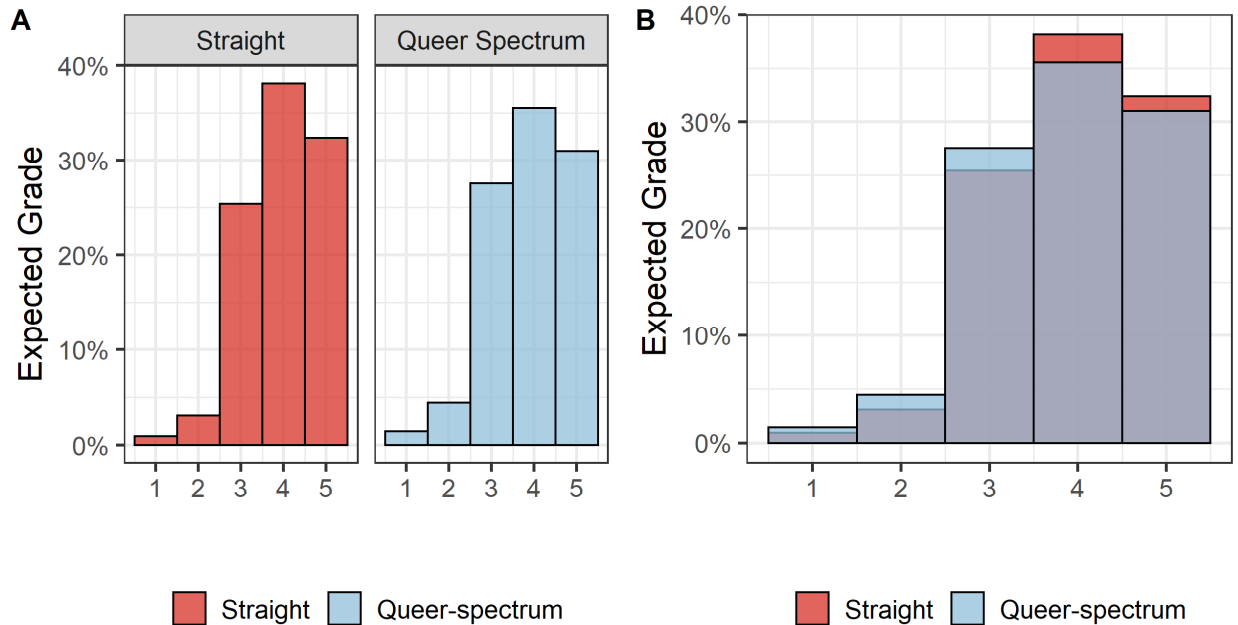 A
Straight
Queer Spectrum
Expected Grade
40%
30%
20%
10%
0%
1 2 3 4 5
1 2 3 4 5
Straight
Queer-spectrum
B
Expected Grade
40%
30%
20%
10%
0%
1 2 3 4 5
Straight
Queer-spectrum